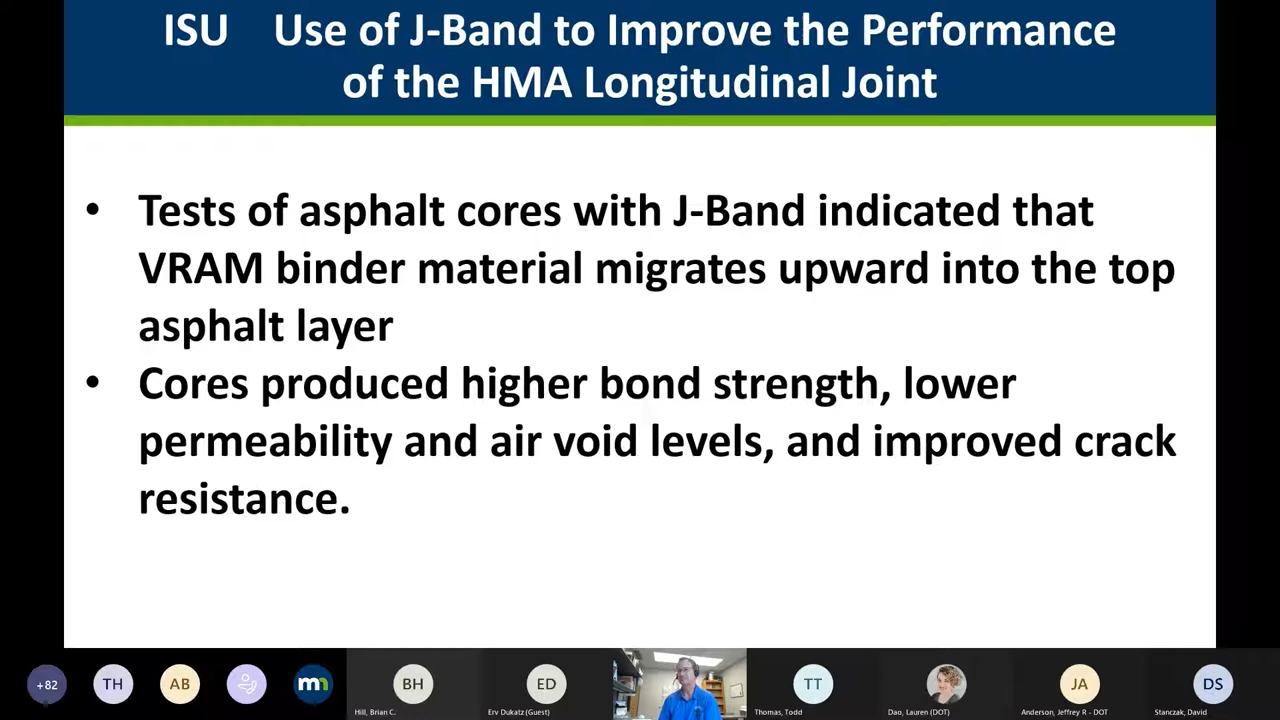 ISU Use of J-Band to Improve the Performance
of the HMA Longitudinal Joint
• Tests of asphalt cores with J-Band indicated that
VRAM binder material migrates upward into the top
asphalt layer
• Cores produced higher bond strength, lower
permeability and air void levels, and improved crack
resistance.
+82 TH AB mn BH ED TT JA DS
Hill, Brian C. Erv Dukatz (Guest) Thomas, Todd Dao, Lauren (DOT) Anderson, Jeffrey R - DOT Stanczak, David